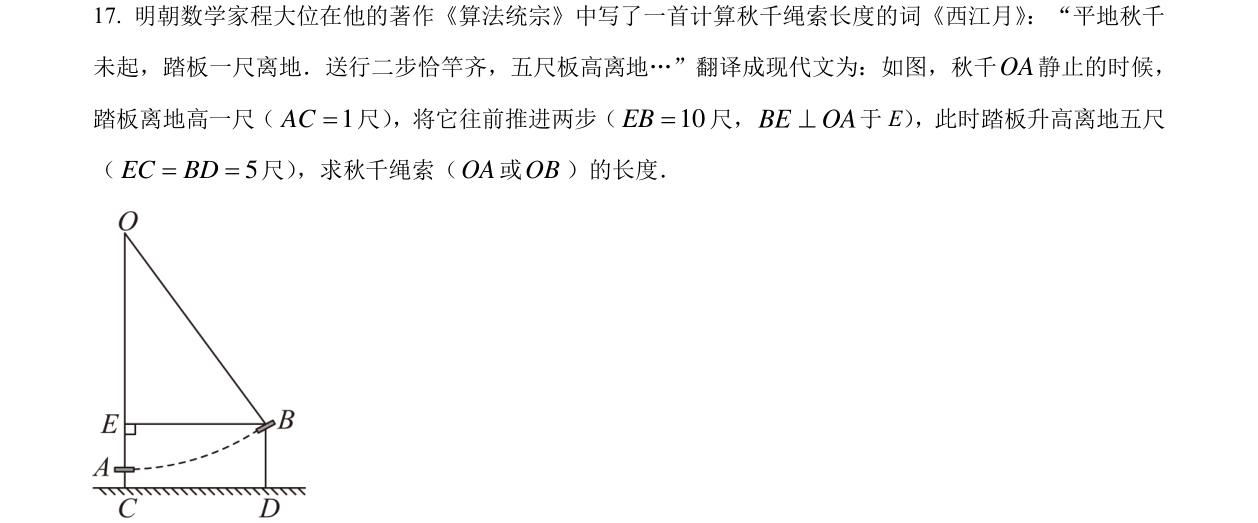 17. 明朝数学家程大位在他的著作《算法统宗》中写了一首计算秋千绳索长度的词《西江月》：“平地秋千
未起，踏板一尺离地．送行二步恰竿齐，五尺板高离地…”翻译成现代文为：如图，秋千OA静止的时候，
踏板离地高一尺（AC=1尺），将它往前推进两步（EB=10尺，BE⊥OA于E），此时踏板升高离地五尺
（EC=BD=5尺），求秋千绳索（OA或OB）的长度．
O
E
B
A
C
D